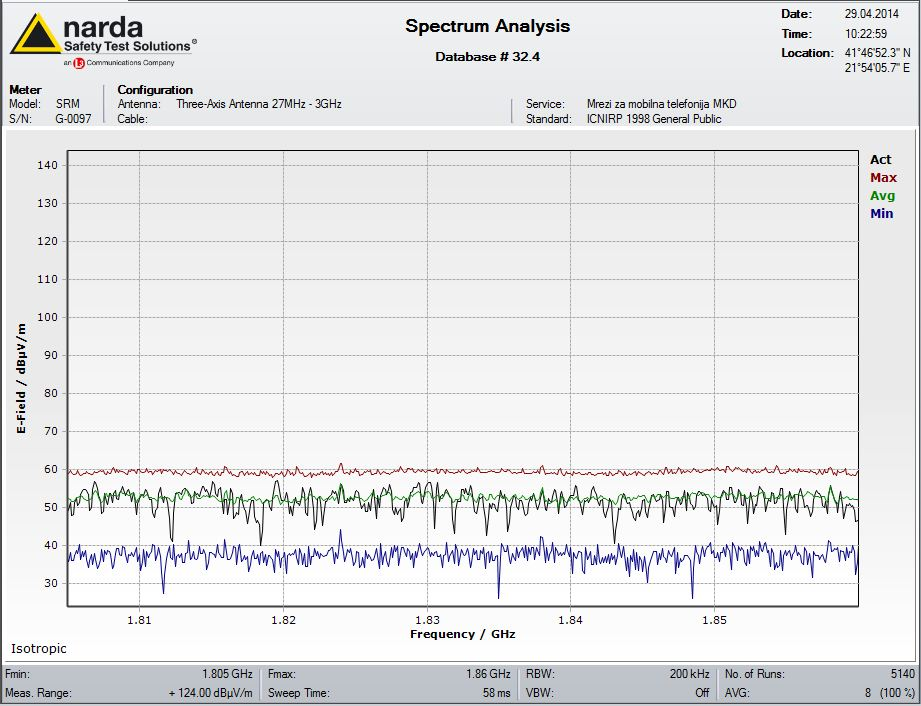 narda
Safety Test Solutions®
an L3 Communications Company
Spectrum Analysis
Database # 32.4
Date: 29.04.2014
Time: 10:22:59
Location: 41°46'52.3" N
21°54'05.7" E
Meter
Model: SRM
S/N: G-0097
Configuration
Antenna: Three-Axis Antenna 27MHz - 3GHz
Cable:
Service: Mrezi za mobilna telefonija MKD
Standard: ICNIRP 1998 General Public
E-Field / dBµV/m
140
130
120
110
100
90
80
70
60
50
40
30
Act
Max
Avg
Min
1.81 1.82 1.83 1.84 1.85
Frequency / GHz
Isotropic
Fmin: 1.805 GHz Fmax: 1.86 GHz RBW: 200 kHz No. of Runs: 5140
Meas. Range: + 124.00 dBµV/m Sweep Time: 58 ms VBW: Off AVG: 8 (100 %)